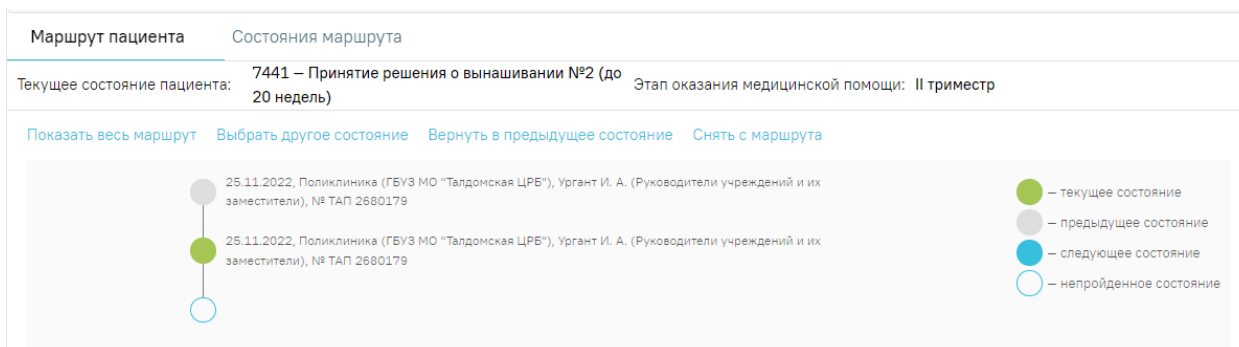 Маршрут пациента Состояния маршрута
Текущее состояние пациента: 7441 – Принятие решения о вынашивании №2 (до
20 недель) Этап оказания медицинской помощи: II триместр
Показать весь маршрут Выбрать другое состояние Вернуть в предыдущее состояние Снять с маршрута
25.11.2022, Поликлиника (ГБУЗ МО "Талдомская ЦРБ"), Ургант И. А. (Руководители учреждений и их
заместители), № ТАП 2680179
25.11.2022, Поликлиника (ГБУЗ МО "Талдомская ЦРБ"), Ургант И. А. (Руководители учреждений и их
заместители), № ТАП 2680179
– текущее состояние
– предыдущее состояние
– следующее состояние
– непройденное состояние